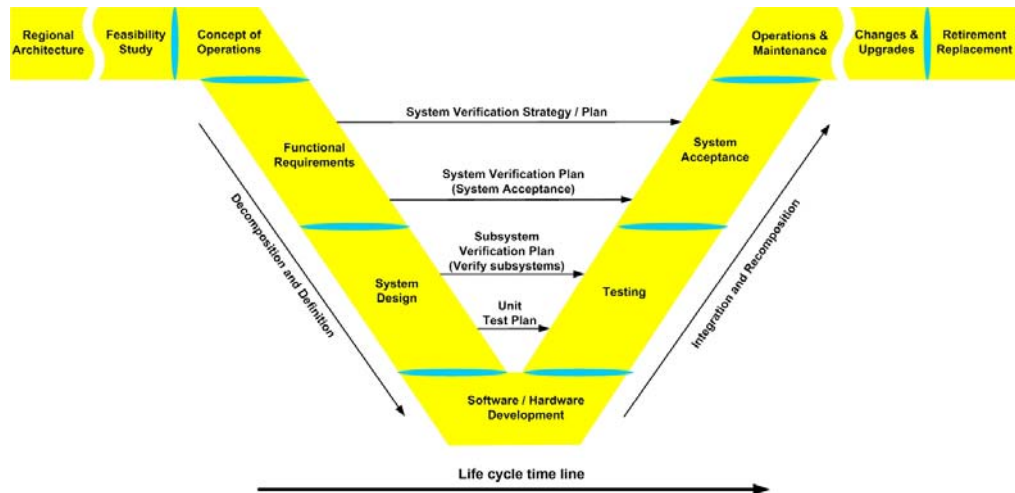 Regional
Architecture
Feasibility
Study
Concept of
Operations
Operations &
Maintenance
Changes &
Upgrades
Retirement
Replacement
System Verification Strategy / Plan
Functional
Requirements
System
Acceptance
System Verification Plan
(System Acceptance)
Decomposition and Definition
Integration and Recomposition
Subsystem
Verification Plan
(Verify subsystems)
System
Design
Testing
Unit
Test Plan
Software / Hardware
Development
Life cycle time line